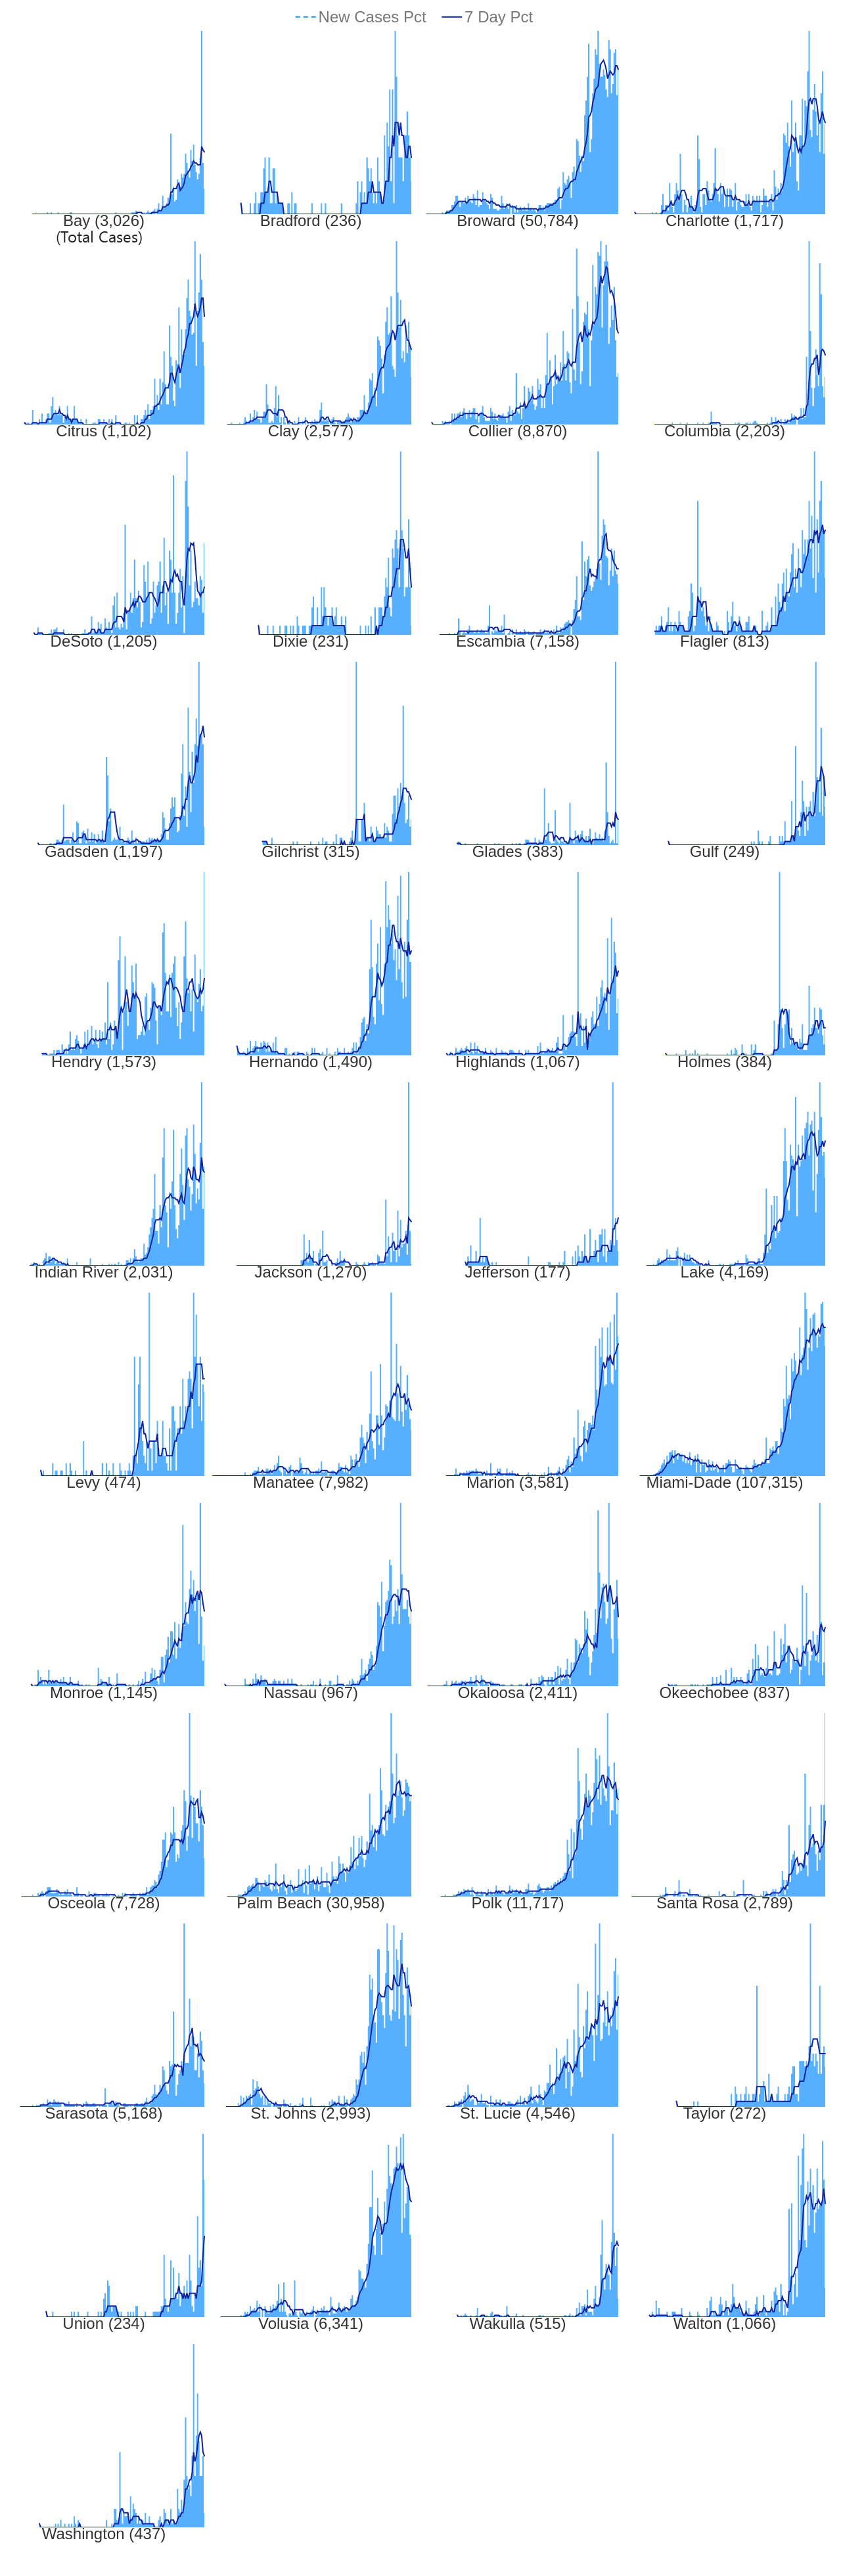 New Cases Pct 7 Day Pct
Bay (3,026) Bradford (236) Broward (50,784) Charlotte (1,717)
(Total Cases)
Citrus (1,102) Clay (2,577) Collier (8,870) Columbia (2,203)
DeSoto (1,205) Dixie (231) Escambia (7,158) Flagler (813)
Gadsden (1,197) Gilchrist (315) Glades (383) Gulf (249)
Hendry (1,573) Hernando (1,490) Highlands (1,067) Holmes (384)
Indian River (2,031) Jackson (1,270) Jefferson (177) Lake (4,169)
Levy (474) Manatee (7,982) Marion (3,581) Miami-Dade (107,315)
Monroe (1,145) Nassau (967) Okaloosa (2,411) Okeechobee (837)
Osceola (7,728) Palm Beach (30,958) Polk (11,717) Santa Rosa (2,789)
Sarasota (5,168) St. Johns (2,993) St. Lucie (4,546) Taylor (272)
Union (234) Volusia (6,341) Wakulla (515) Walton (1,066)
Washington (437)